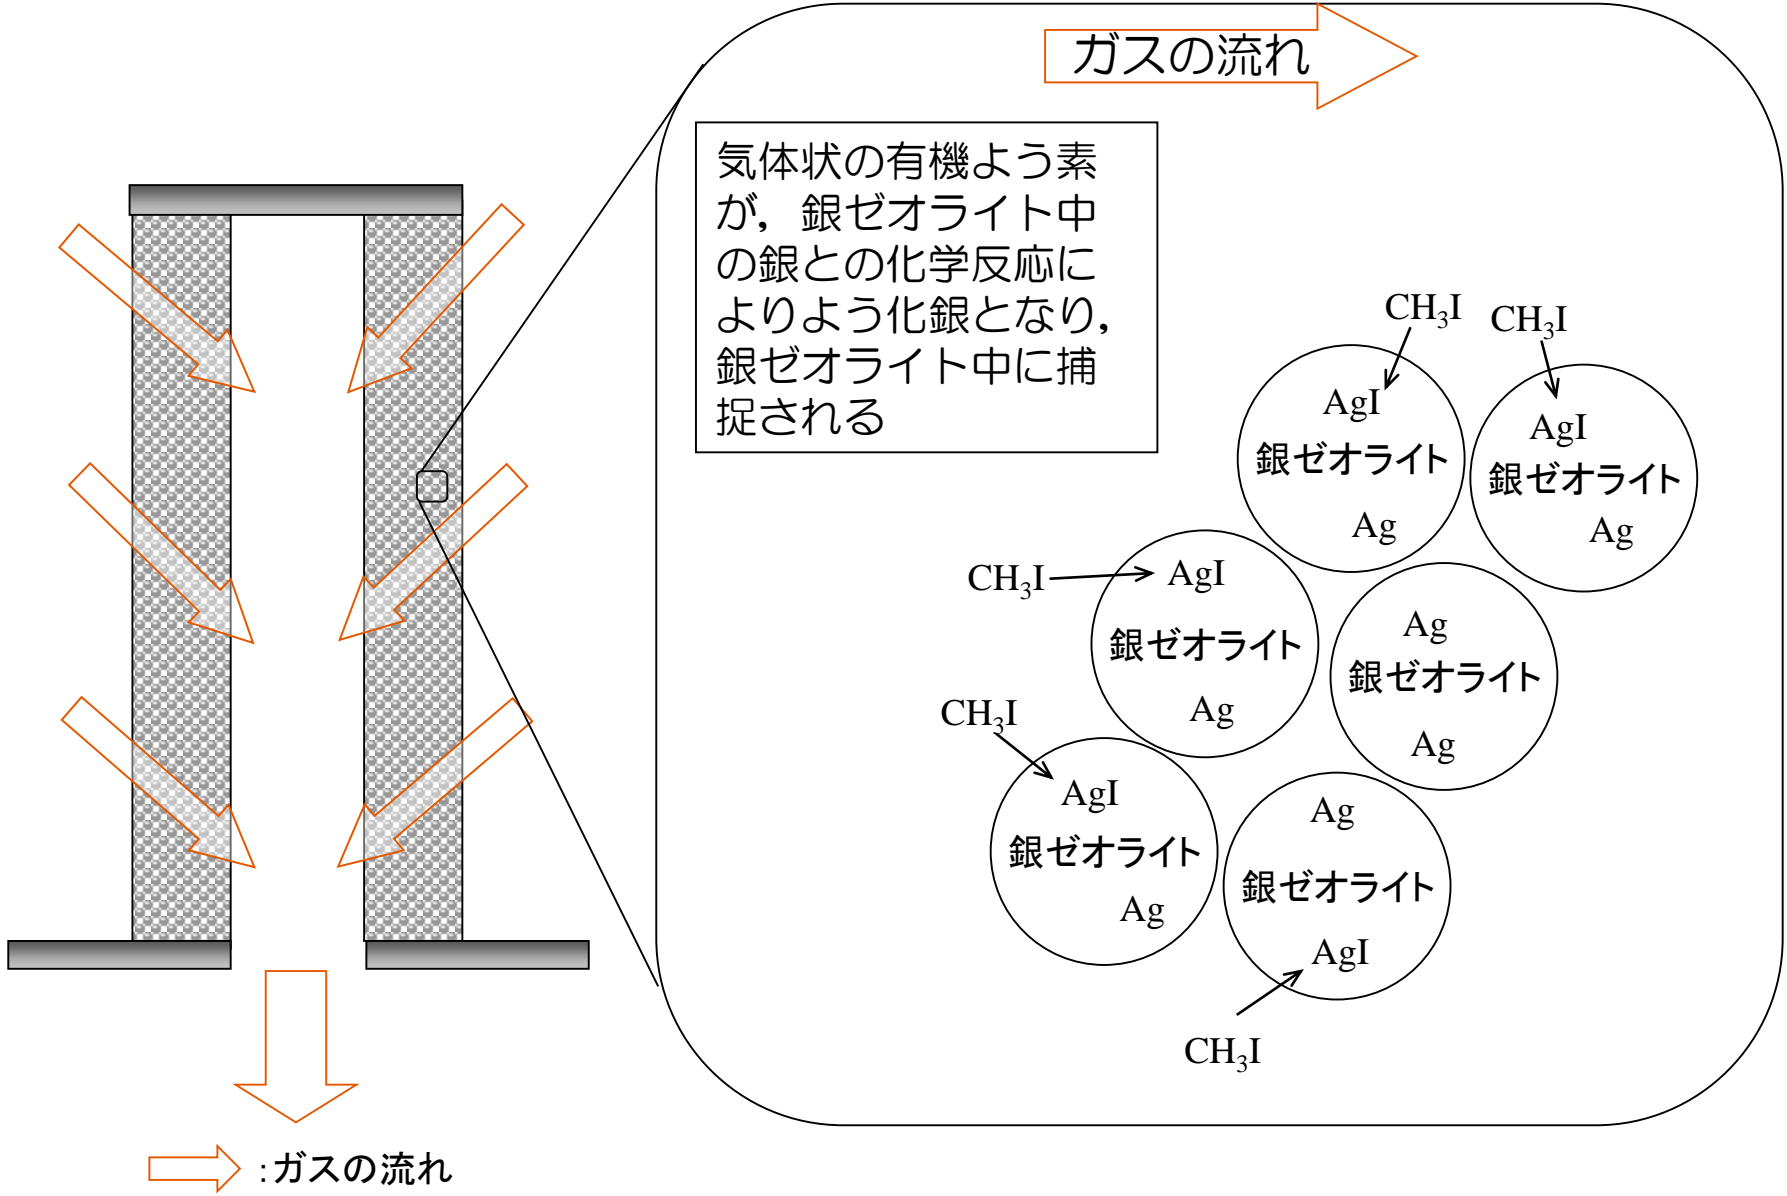 ガスの流れ
気体状の有機よう素
が，銀ゼオライト中
の銀との化学反応に
よりよう化銀となり，
銀ゼオライト中に捕
捉される
CH₃I
CH₃I
AgI
銀ゼオライト
Ag
AgI
銀ゼオライト
Ag
CH₃I
AgI
銀ゼオライト
Ag
Ag
銀ゼオライト
Ag
CH₃I
AgI
銀ゼオライト
Ag
Ag
銀ゼオライト
AgI
CH₃I
:ガスの流れ